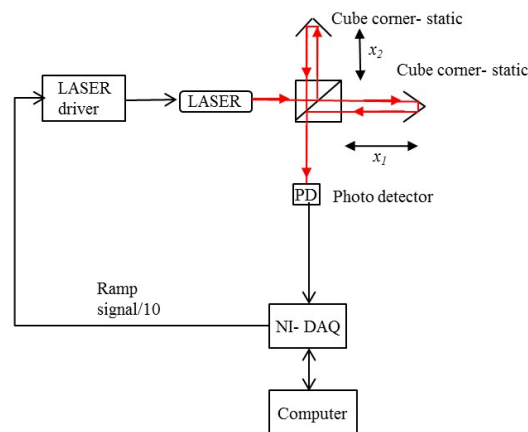 Cube corner- static
x2
Cube corner- static
LASER
driver
LASER
x1
PD
Photo detector
Ramp
signal/10
NI- DAQ
Computer